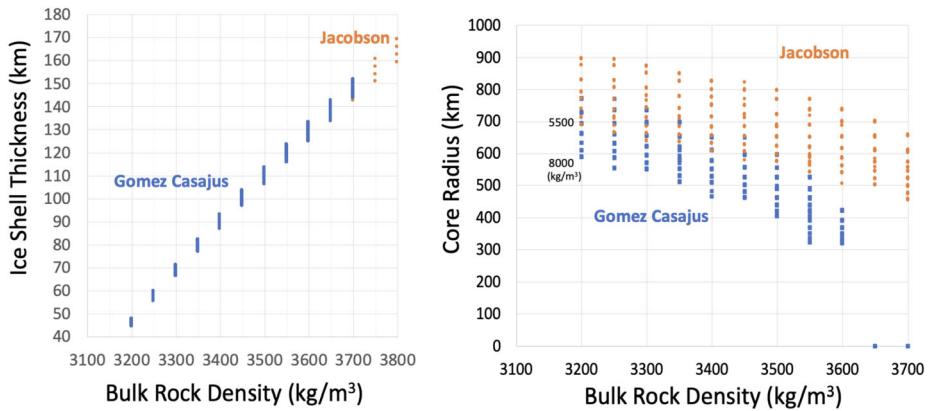 180
170
160
150
140
130
120
110
100
90
80
70
60
50
40
Ice Shell Thickness (km)
Jacobson
Gomez Casajus
3100 3200 3300 3400 3500 3600 3700 3800
Bulk Rock Density (kg/m³)
1000
900
800
700
600
500
400
300
200
100
0
Core Radius (km)
Jacobson
5500
8000
(kg/m³)
Gomez Casajus
3100 3200 3300 3400 3500 3600 3700
Bulk Rock Density (kg/m³)